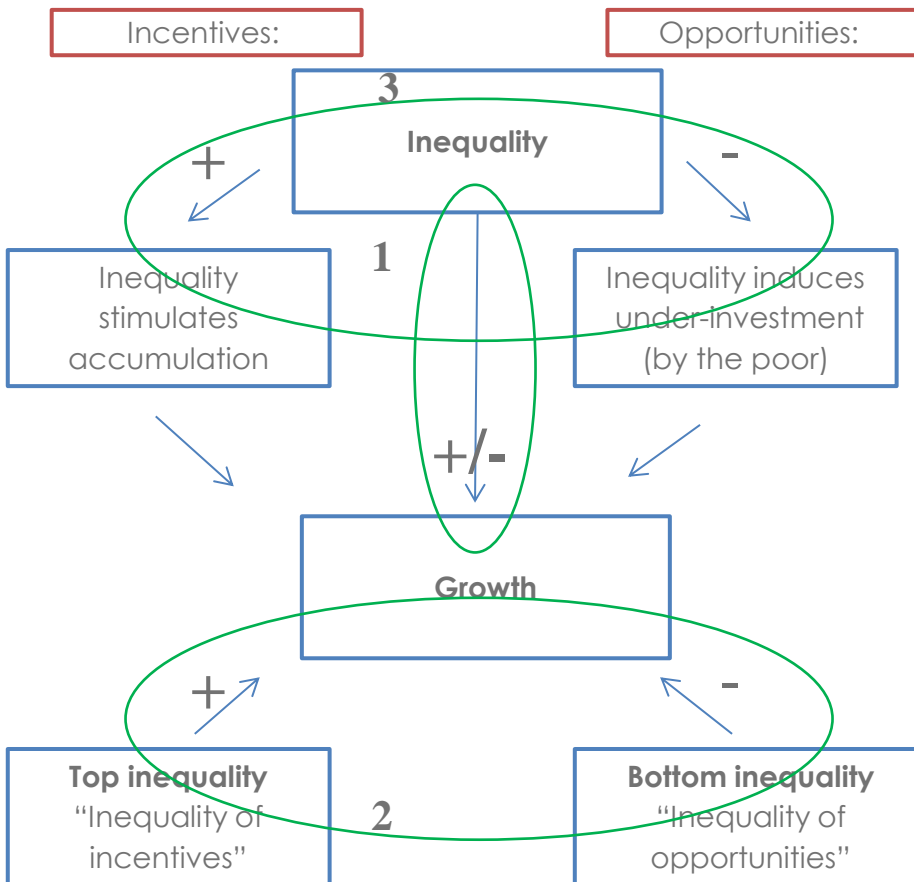 Incentives:
Opportunities:
3
Inequality
+
-
1
Inequality
stimulates
accumulation
Inequality induces
under-investment
(by the poor)
+/-
Growth
+
-
Top inequality
“Inequality of
incentives”
2
Bottom inequality
“Inequality of
opportunities”